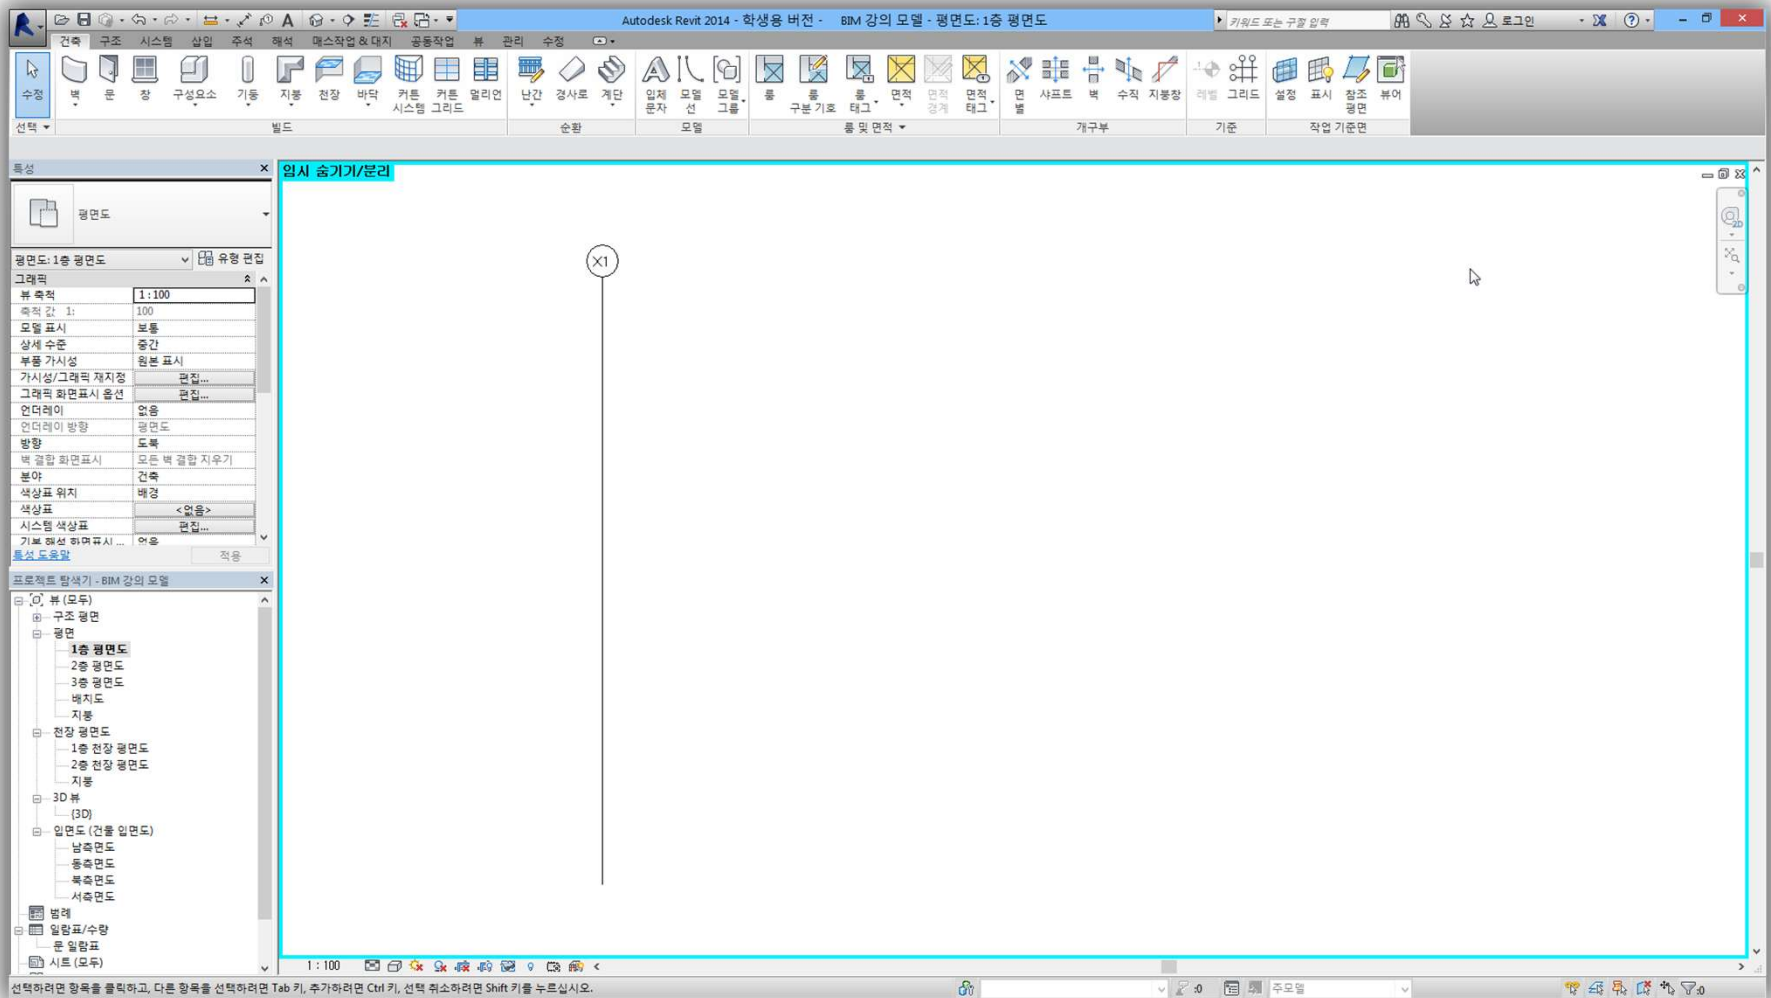 Autodesk Revit 2014 - 학생용 버전 - BIM 강의 모델 - 평면도: 1층 평면도
키워드 또는 구절 입력
로그인
건축 구조 시스템 삽입 주석 해석 매스작업 & 대지 공동작업 뷰 관리 수정
수정 벽 문 창 구성요소 기둥 지붕 천장 바닥 커튼 시스템 커튼 그리드 멀리언 난간 경사로 계단 입체 문자 모델 선 모델 그룹 룸 룸 구분 기호 룸 태그 면적 면적 경계 면적 태그 면별 샤프트 벽 수직 지붕창 레벨 그리드 설정 표시 참조 평면 뷰어
선택 빌드 순환 모델 룸 및 면적 개구부 기준 작업 기준면
특성
평면도
평면도: 1층 평면도 유형 편집
그래픽
뷰 축척 1 : 100
축척 값 1: 100
모델 표시 보통
상세 수준 중간
부품 가시성 원본 표시
가시성/그래픽 재지정 편집...
그래픽 화면표시 옵션 편집...
언더레이 없음
언더레이 방향 평면도
방향 도북
벽 결합 화면표시 모든 벽 결합 지우기
분야 건축
색상표 위치 배경
색상표 <없음>
시스템 색상표 편집...
기본 해석 화면표시 ... 없음
특성 도움말 적용
프로젝트 탐색기 - BIM 강의 모델
뷰 (모두)
구조 평면
평면
1층 평면도
2층 평면도
3층 평면도
배치도
지붕
천장 평면도
1층 천장 평면도
2층 천장 평면도
지붕
3D 뷰
{3D}
입면도 (건물 입면도)
남측면도
동측면도
북측면도
서측면도
범례
일람표/수량
문 일람표
시트 (모두)
임시 숨기기/분리
X1
2D
1 : 100
선택하려면 항목을 클릭하고, 다른 항목을 선택하려면 Tab 키, 추가하려면 Ctrl 키, 선택 취소하려면 Shift 키를 누르십시오.
:0
주모델
:0